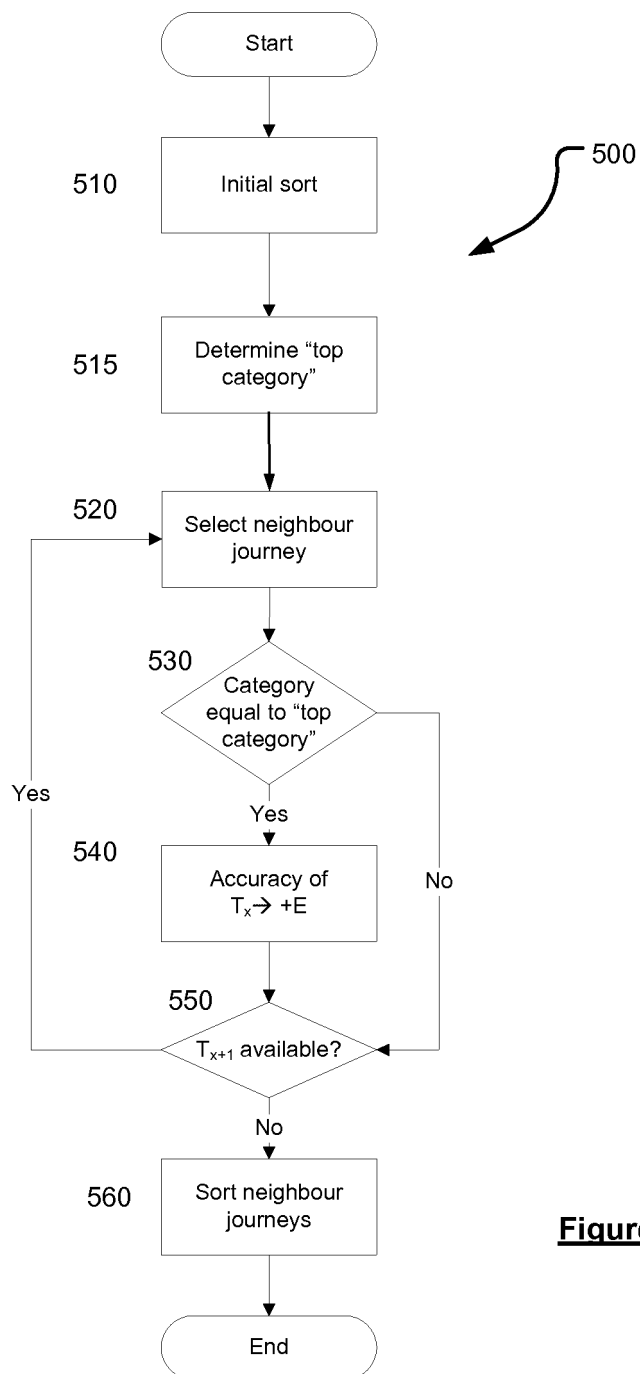 Start
500
510
Initial sort
515
Determine “top
category”
520
Select neighbour
journey
530
Category
equal to “top
category”
Yes
Yes
540
Accuracy of
Tx→ +E
No
550
Tx+1 available?
No
560
Sort neighbour
journeys
Figure
End